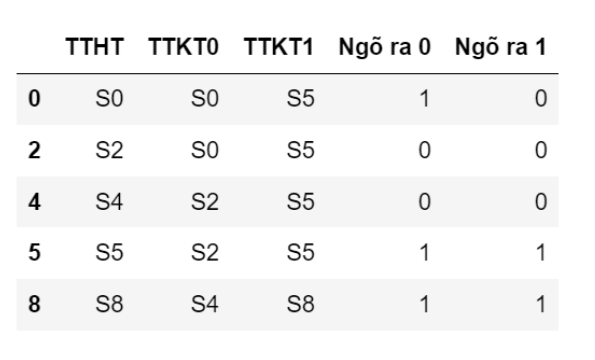 TTHT TTKT0 TTKT1 Ngõ ra 0 Ngõ ra 1
0 S0 S0 S5 1 0
2 S2 S0 S5 0 0
4 S4 S2 S5 0 0
5 S5 S2 S5 1 1
8 S8 S4 S8 1 1